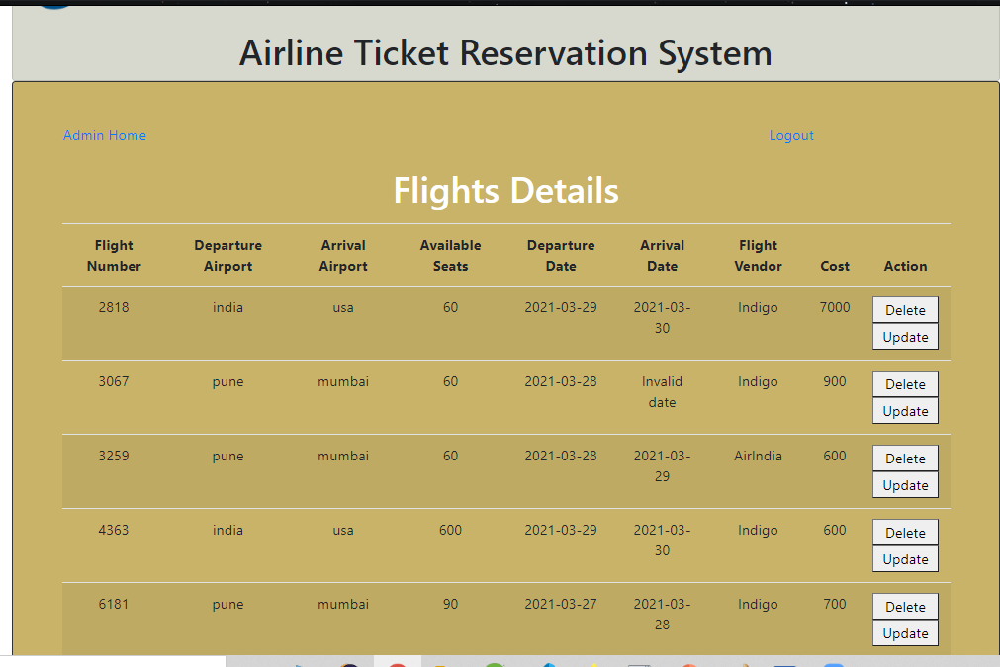 Airline Ticket Reservation System
Admin Home Logout
Flights Details
Flight Departure Arrival Available Departure Arrival Flight
Number Airport Airport Seats Date Date Vendor Cost Action
2818 india usa 60 2021-03-29 2021-03- Indigo 7000 Delete
30 Update
3067 pune mumbai 60 2021-03-28 Invalid Indigo 900 Delete
date Update
3259 pune mumbai 60 2021-03-28 2021-03- AirIndia 600 Delete
29 Update
4363 india usa 600 2021-03-29 2021-03- Indigo 600 Delete
30 Update
6181 pune mumbai 90 2021-03-27 2021-03- Indigo 700 Delete
28 Update